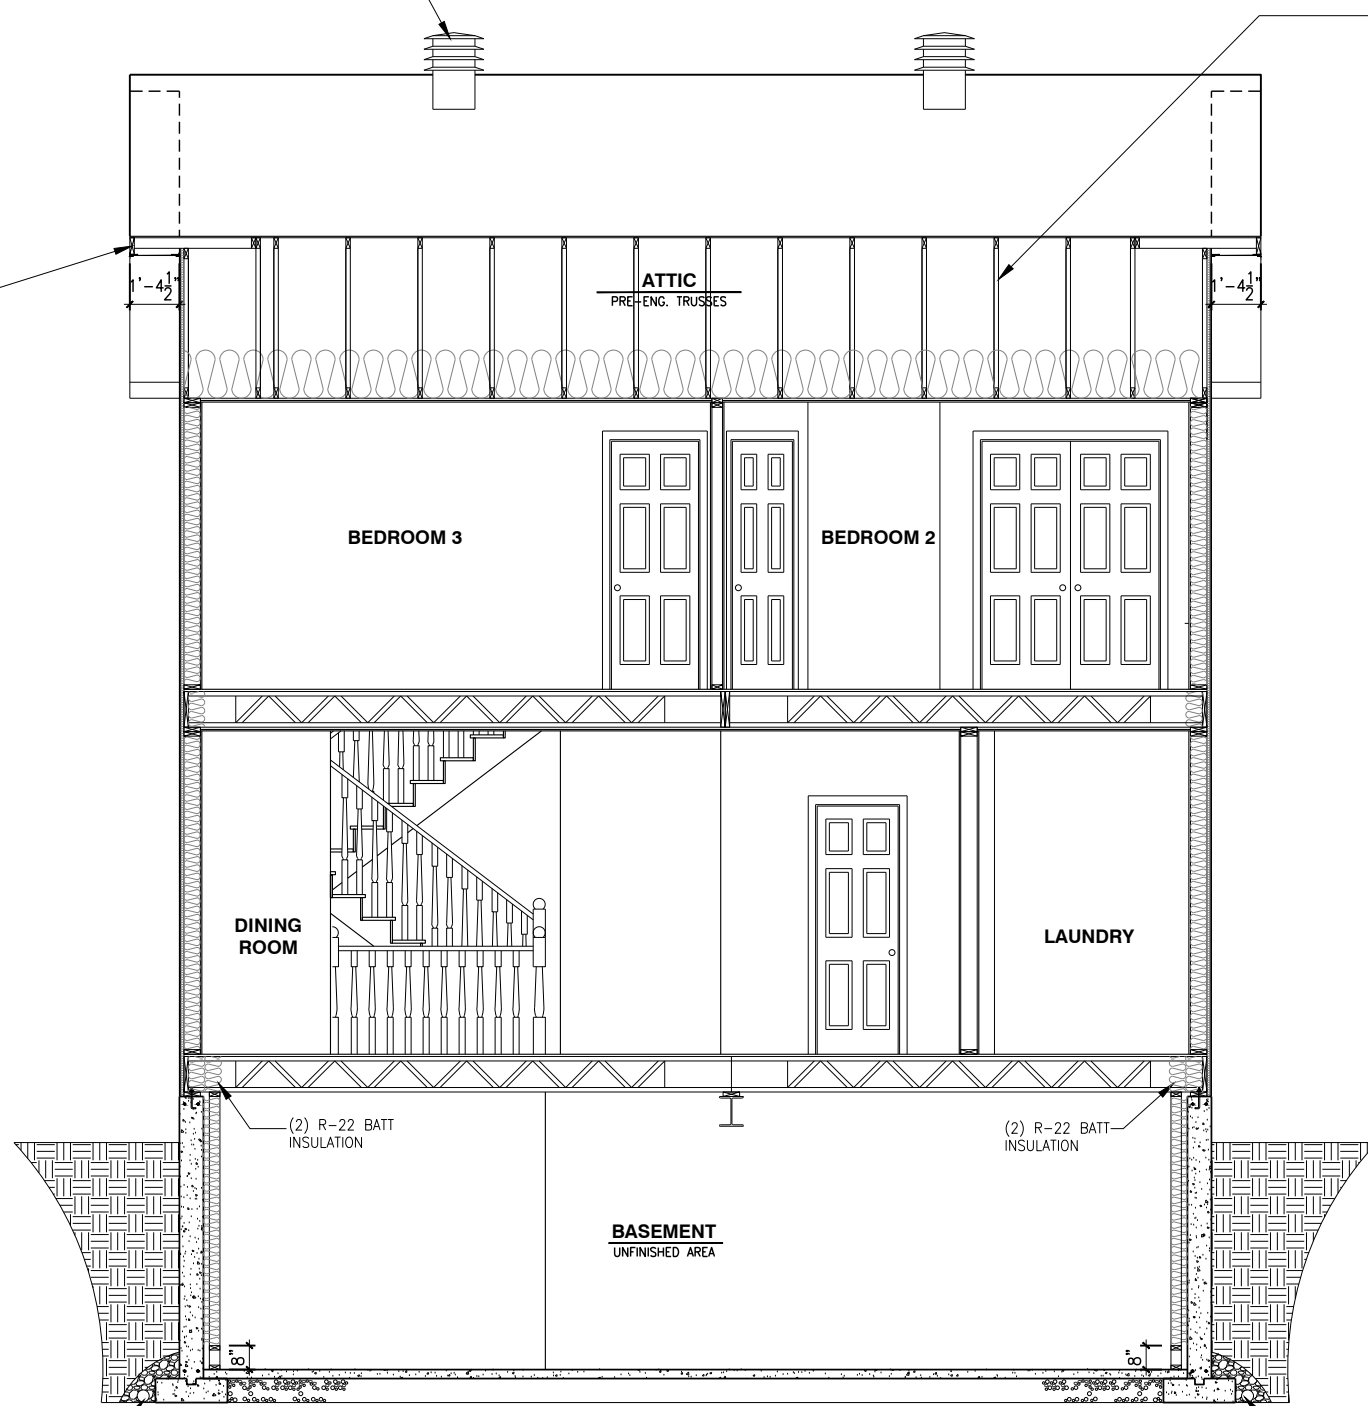 1'-4½"
ATTIC
PRE-ENG. TRUSSES
1'-4½"
BEDROOM 3
BEDROOM 2
DINING
ROOM
LAUNDRY
(2) R-22 BATT
INSULATION
(2) R-22 BATT
INSULATION
BASEMENT
UNFINISHED AREA
8"
8"